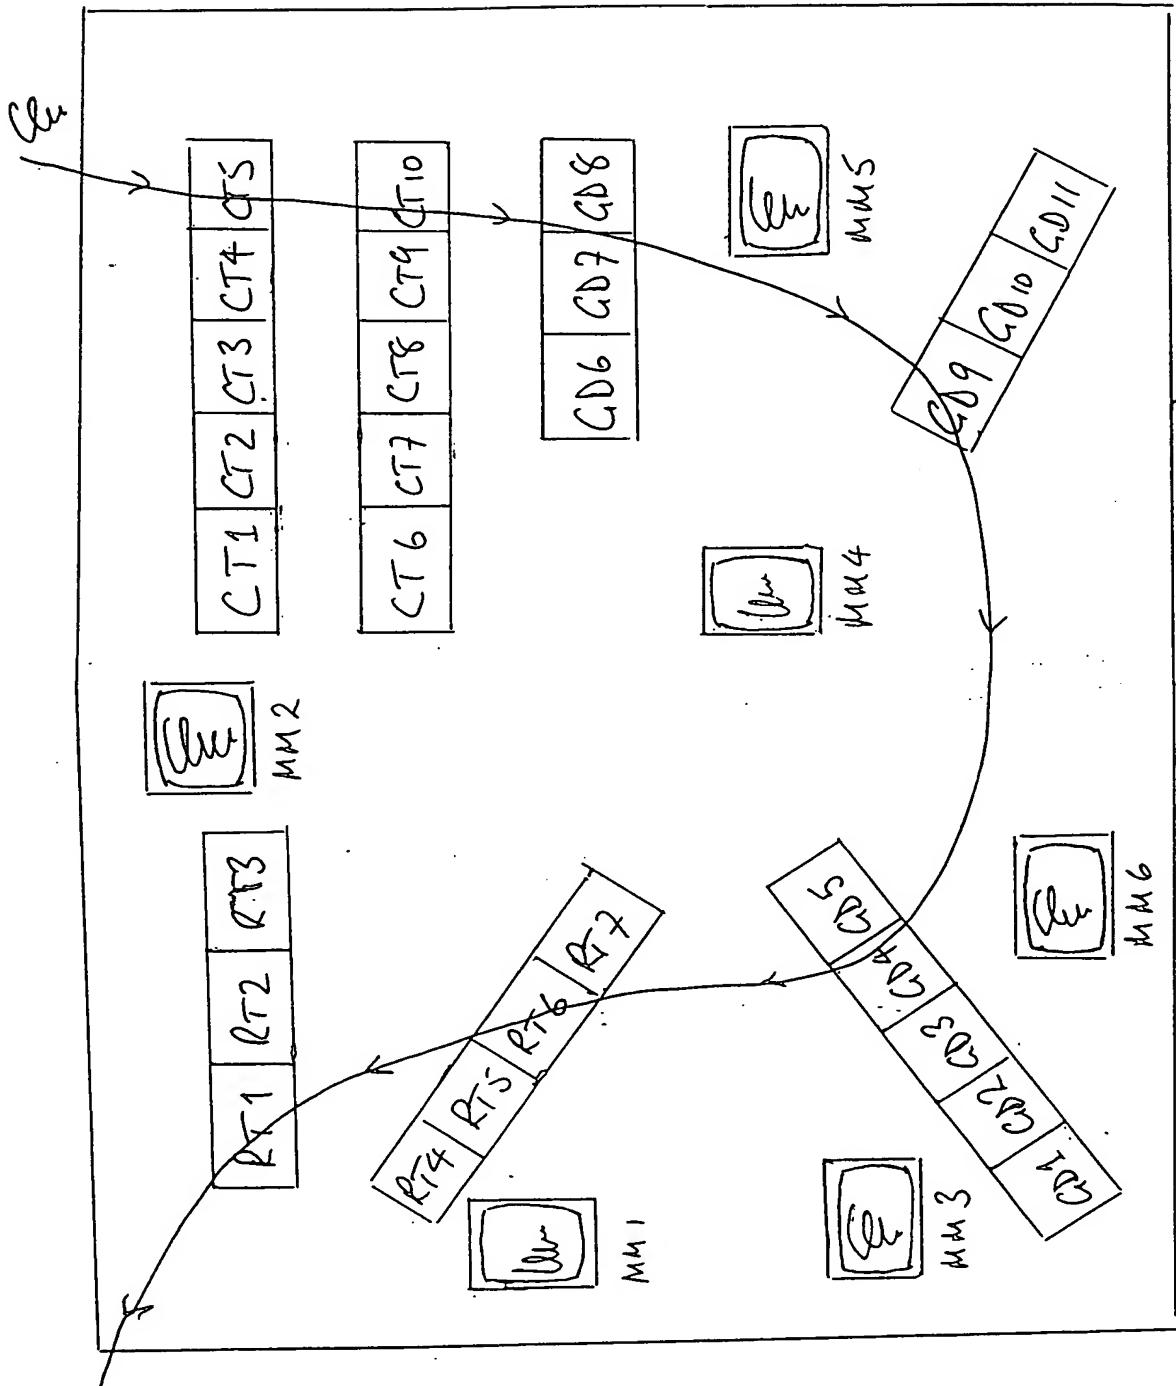 RT1 RT2 RT3
CT1 CT2 CT3 CT4 CT5
MM2
CT6 CT7 CT8 CT9 CT10
RT4 RT5 RT6 RT7
GD6 GD7 GD8
MM1
MM4
MM5
MM3
GD1 GD2 GD3 GD4 GD5
GD9 GD10 GD11
MM6